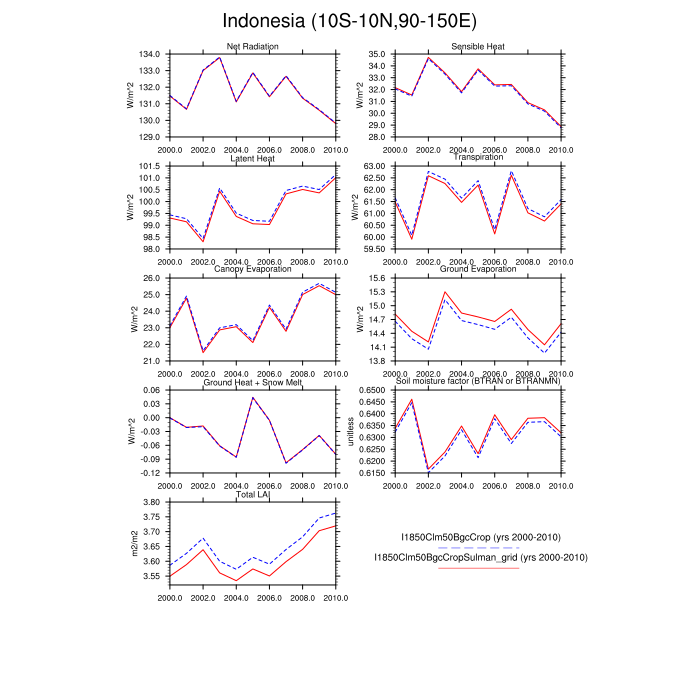 Indonesia (10S-10N,90-150E)
Net Radiation
W/m^2
134.0
133.0
132.0
131.0
130.0
129.0
2000.0 2002.0 2004.0 2006.0 2008.0 2010.0
Sensible Heat
W/m^2
35.0
34.0
33.0
32.0
31.0
30.0
29.0
28.0
2000.0 2002.0 2004.0 2006.0 2008.0 2010.0
Latent Heat
W/m^2
101.5
101.0
100.5
100.0
99.5
99.0
98.5
98.0
2000.0 2002.0 2004.0 2006.0 2008.0 2010.0
Transpiration
W/m^2
63.00
62.50
62.00
61.50
61.00
60.50
60.00
59.50
2000.0 2002.0 2004.0 2006.0 2008.0 2010.0
Canopy Evaporation
W/m^2
26.0
25.0
24.0
23.0
22.0
21.0
2000.0 2002.0 2004.0 2006.0 2008.0 2010.0
Ground Evaporation
W/m^2
15.6
15.3
15.0
14.7
14.4
14.1
13.8
2000.0 2002.0 2004.0 2006.0 2008.0 2010.0
Ground Heat + Snow Melt
W/m^2
0.06
0.03
0.00
-0.03
-0.06
-0.09
-0.12
2000.0 2002.0 2004.0 2006.0 2008.0 2010.0
Soil moisture factor (BTRAN or BTRANMN)
unitless
0.6500
0.6450
0.6400
0.6350
0.6300
0.6250
0.6200
0.6150
2000.0 2002.0 2004.0 2006.0 2008.0 2010.0
Total LAI
m2/m2
3.80
3.75
3.70
3.65
3.60
3.55
2000.0 2002.0 2004.0 2006.0 2008.0 2010.0
I1850Clm50BgcCrop (yrs 2000-2010)
I1850Clm50BgcCropSulman_grid (yrs 2000-2010)